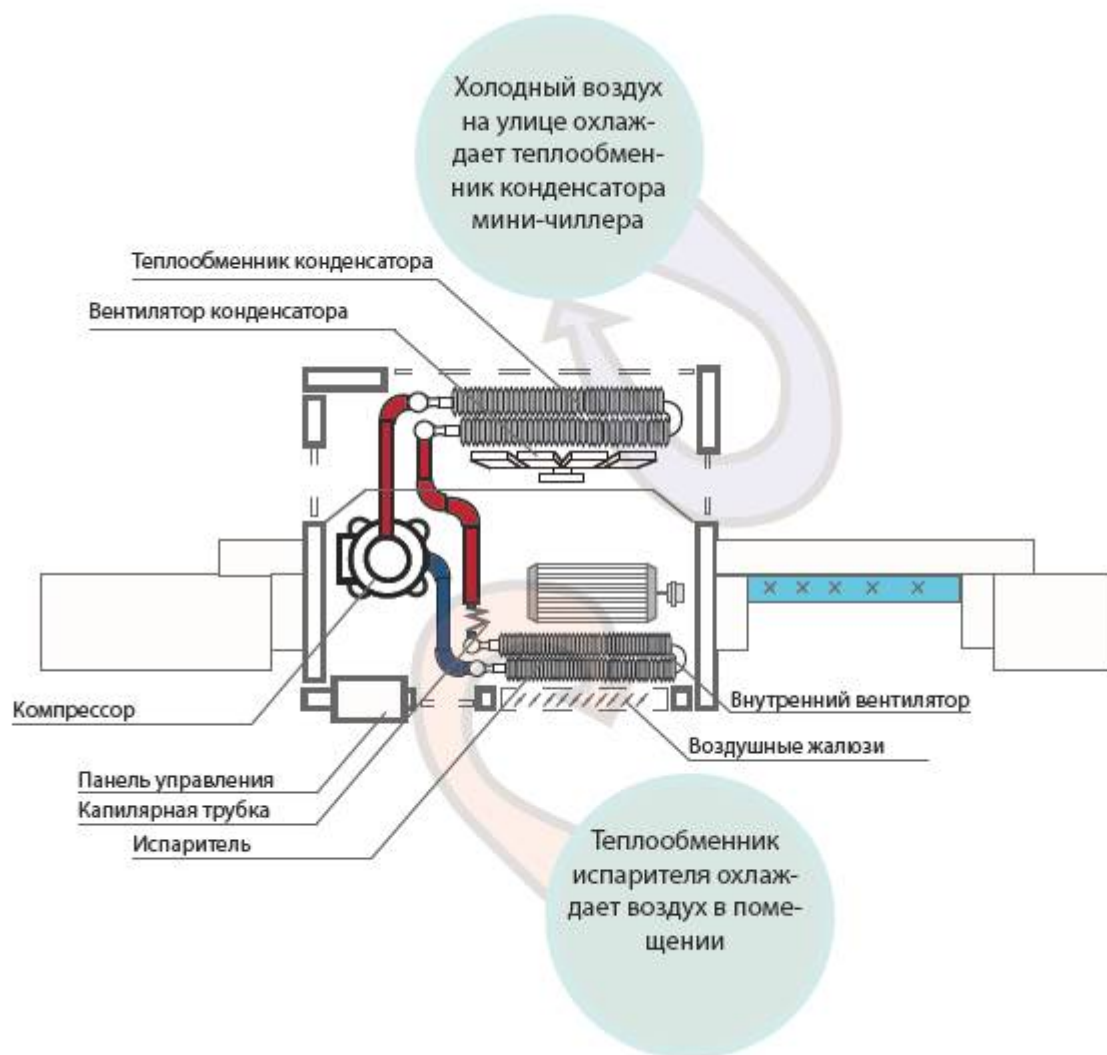 Холодный воздух
на улице охлаж-
дает теплообмен-
ник конденсатора
мини-чиллера
Теплообменник конденсатора
Вентилятор конденсатора
Компрессор
Внутренний вентилятор
Воздушные жалюзи
Панель управления
Капилярная трубка
Испаритель
Теплообменник
испарителя охлаж-
дает воздух в поме-
щении